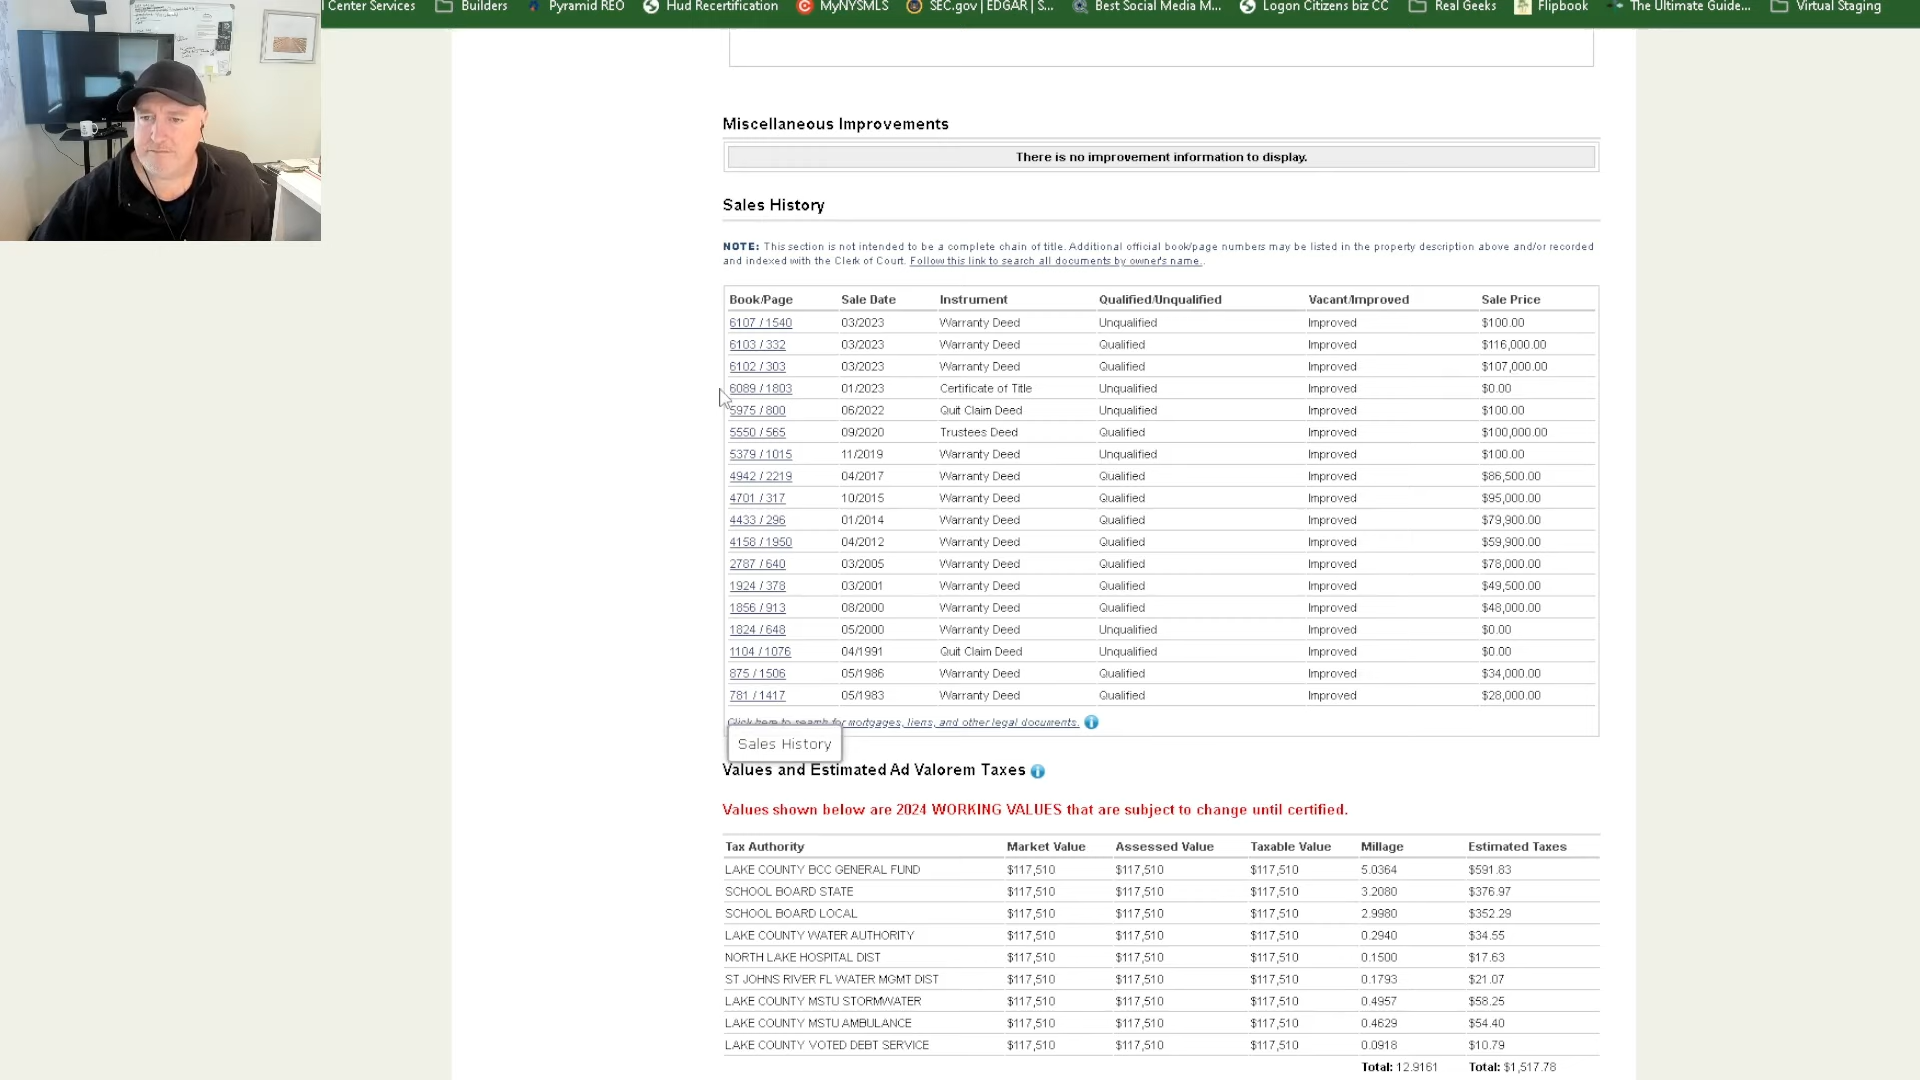 l Center Services Builders Pyramid REO Hud Recertification MyNYSMLS SEC.gov | EDGAR | S... Best Social Media M... Logon Citizens biz CC Real Geeks Flipbook The Ultimate Guide... Virtual Staging
Miscellaneous Improvements
There is no improvement information to display.
Sales History
NOTE: This section is not intended to be a complete chain of title. Additional official book/page numbers may be listed in the property description above and/or recorded
and indexed with the Clerk of Court. Follow this link to search all documents by owner's name..
Book/Page Sale Date Instrument Qualified/Unqualified Vacant/Improved Sale Price
6107 / 1540 03/2023 Warranty Deed Unqualified Improved $100.00
6103 / 332 03/2023 Warranty Deed Qualified Improved $116,000.00
6102 / 303 03/2023 Warranty Deed Qualified Improved $107,000.00
6089 / 1803 01/2023 Certificate of Title Unqualified Improved $0.00
5975 / 800 06/2022 Quit Claim Deed Unqualified Improved $100.00
5550 / 565 09/2020 Trustees Deed Qualified Improved $100,000.00
5379 / 1015 11/2019 Warranty Deed Unqualified Improved $100.00
4942 / 2219 04/2017 Warranty Deed Qualified Improved $86,500.00
4701 / 317 10/2015 Warranty Deed Qualified Improved $95,000.00
4433 / 296 01/2014 Warranty Deed Qualified Improved $79,900.00
4158 / 1950 04/2012 Warranty Deed Qualified Improved $59,900.00
2787 / 640 03/2005 Warranty Deed Qualified Improved $78,000.00
1924 / 378 03/2001 Warranty Deed Qualified Improved $49,500.00
1856 / 913 08/2000 Warranty Deed Qualified Improved $48,000.00
1824 / 648 05/2000 Warranty Deed Unqualified Improved $0.00
1104 / 1076 04/1991 Quit Claim Deed Unqualified Improved $0.00
875 / 1506 05/1986 Warranty Deed Qualified Improved $34,000.00
781 / 1417 05/1983 Warranty Deed Qualified Improved $28,000.00
Click here to search for mortgages, liens, and other legal documents.
Sales History
Values and Estimated Ad Valorem Taxes
Values shown below are 2024 WORKING VALUES that are subject to change until certified.
Tax Authority Market Value Assessed Value Taxable Value Millage Estimated Taxes
LAKE COUNTY BCC GENERAL FUND $117,510 $117,510 $117,510 5.0364 $591.83
SCHOOL BOARD STATE $117,510 $117,510 $117,510 3.2080 $376.97
SCHOOL BOARD LOCAL $117,510 $117,510 $117,510 2.9980 $352.29
LAKE COUNTY WATER AUTHORITY $117,510 $117,510 $117,510 0.2940 $34.55
NORTH LAKE HOSPITAL DIST $117,510 $117,510 $117,510 0.1500 $17.63
ST JOHNS RIVER FL WATER MGMT DIST $117,510 $117,510 $117,510 0.1793 $21.07
LAKE COUNTY MSTU STORMWATER $117,510 $117,510 $117,510 0.4957 $58.25
LAKE COUNTY MSTU AMBULANCE $117,510 $117,510 $117,510 0.4629 $54.40
LAKE COUNTY VOTED DEBT SERVICE $117,510 $117,510 $117,510 0.0918 $10.79
Total: 12.9161 Total: $1,517.78